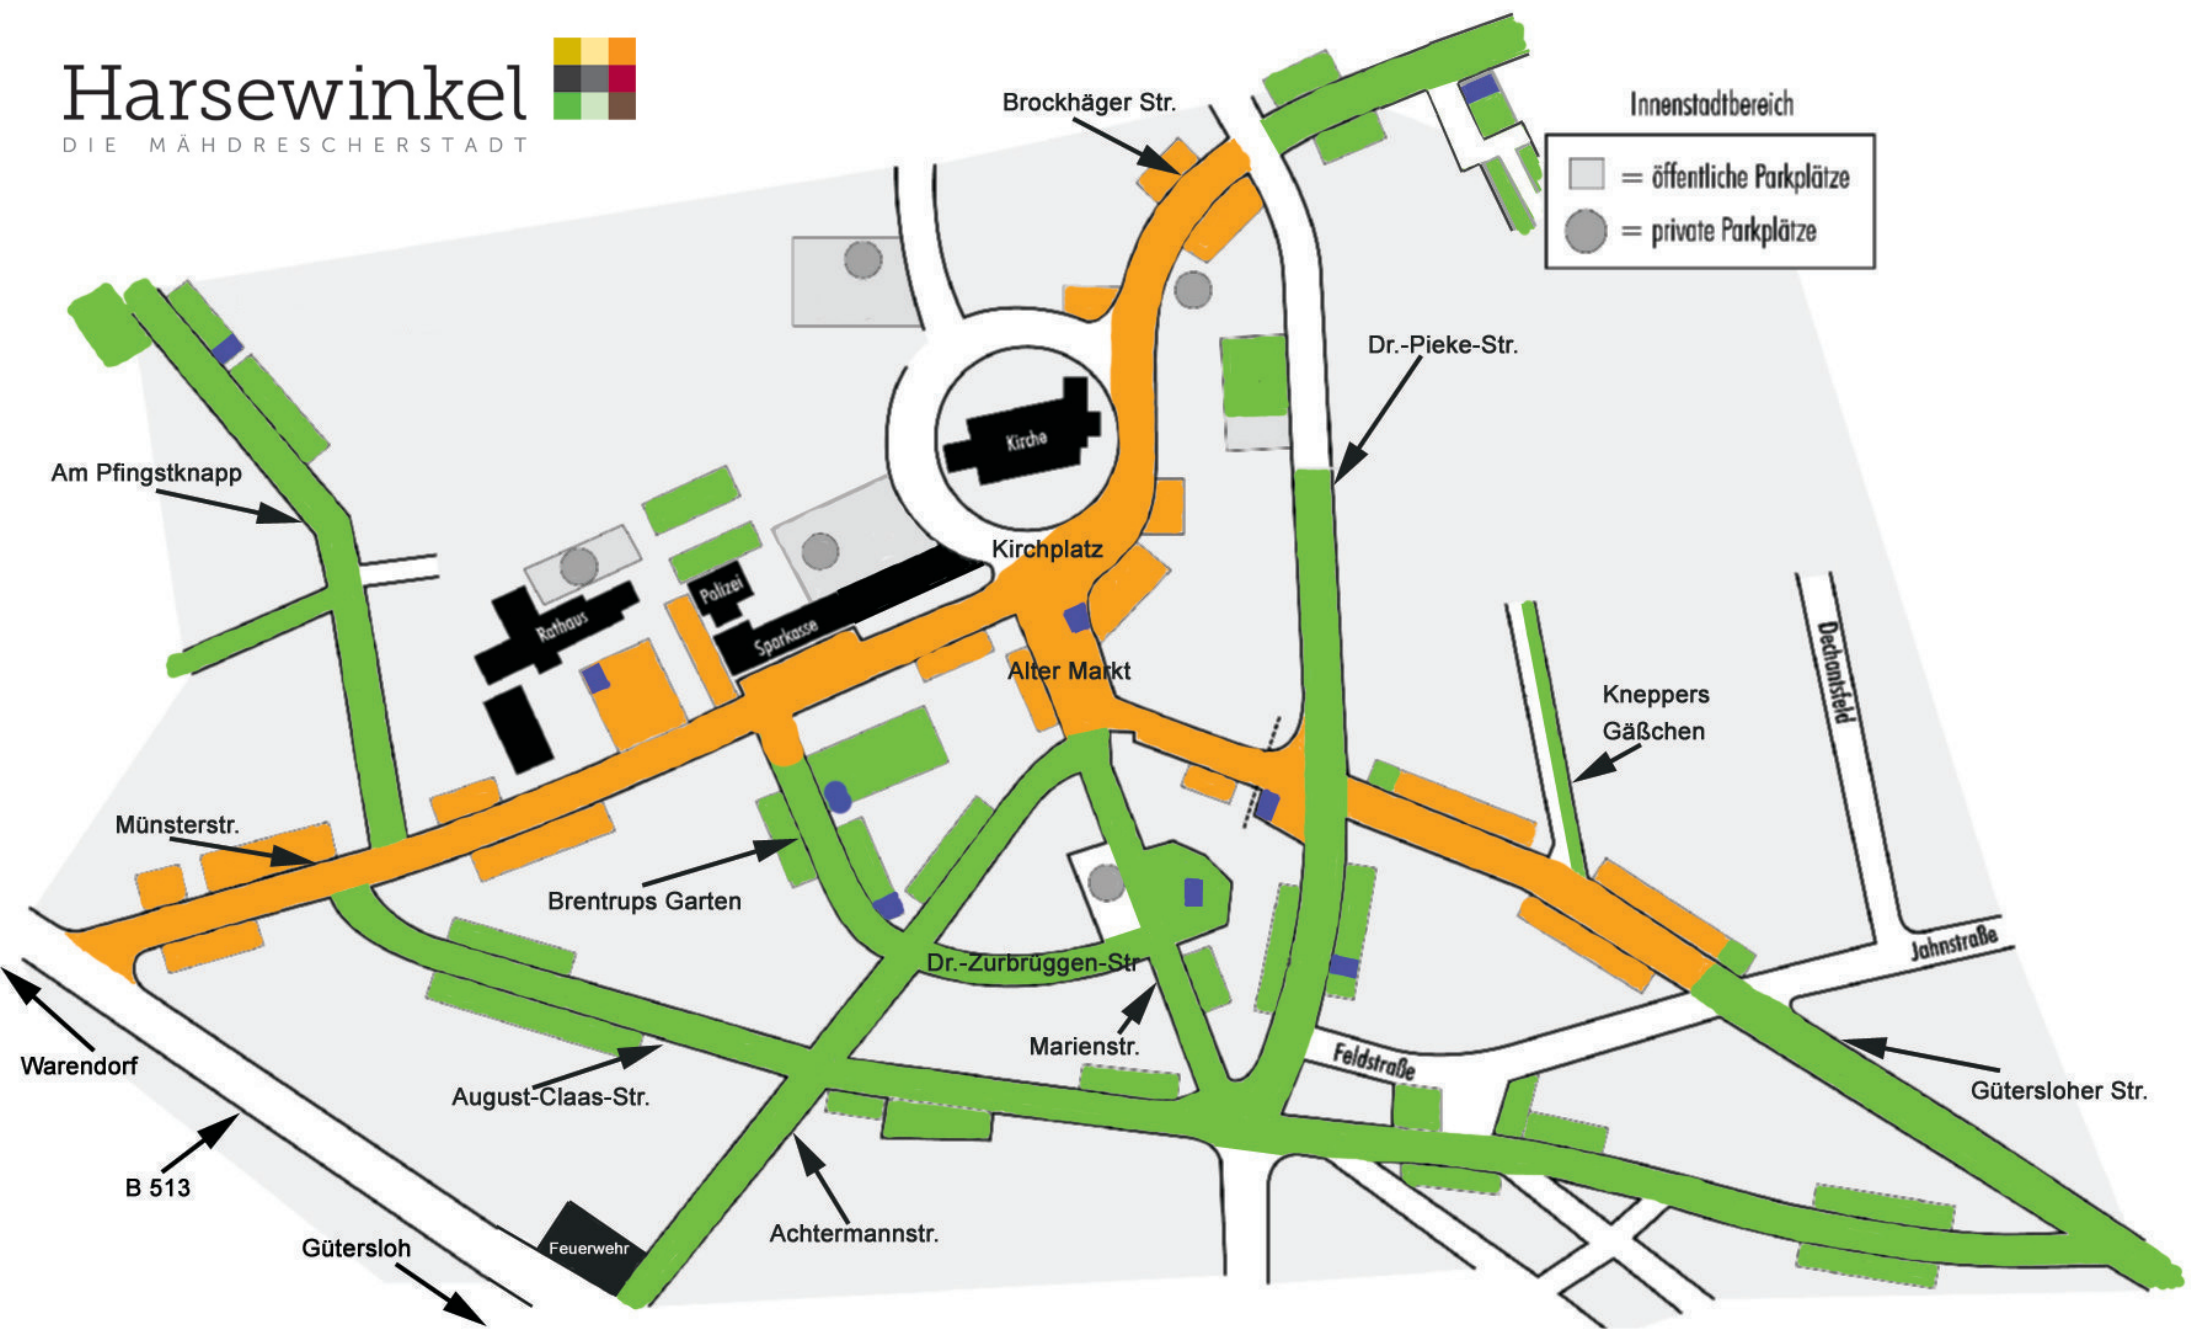 Harsewinkel
DIE MÄHDRESCHERSTADT
Brockhäger Str.
Innenstadtbereich
= öffentliche Parkplätze
= private Parkplätze
Dr.-Pieke-Str.
Am Pfingstknapp
Kirche
Kirchplatz
Polizei
Rathaus
Sparkasse
Alter Markt
Dechantsfeld
Kneppers
Gäßchen
Münsterstr.
Brentrups Garten
Dr.-Zurbrüggen-Str
Jahnstraße
Marienstr.
Feldstraße
Warendorf
August-Claas-Str.
Gütersloher Str.
B 513
Achtermannstr.
Gütersloh
Feuerwehr